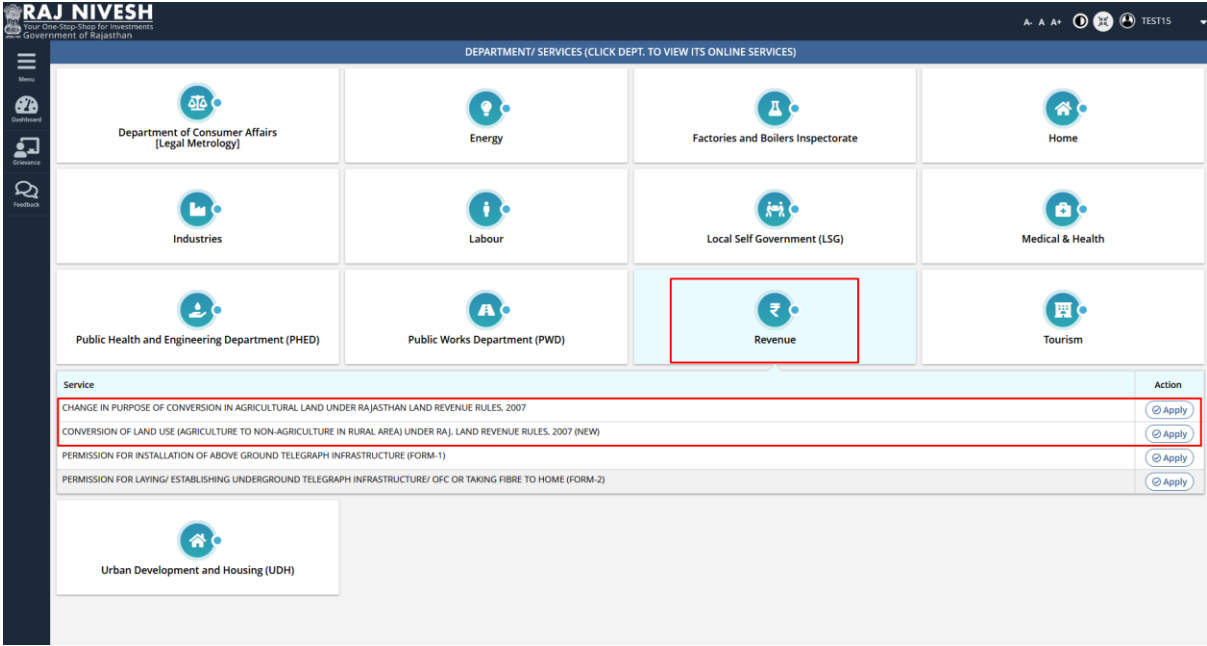 RAJ NIVESH
Your One-Stop-Shop for Investments
Government of Rajasthan
A- A A+ TEST15
Menu
Dashboard
Grievance
Feedback
DEPARTMENT/ SERVICES (CLICK DEPT. TO VIEW ITS ONLINE SERVICES)
Department of Consumer Affairs
[Legal Metrology]
Energy
Factories and Boilers Inspectorate
Home
Industries
Labour
Local Self Government (LSG)
Medical & Health
Public Health and Engineering Department (PHED)
Public Works Department (PWD)
₹
Revenue
Tourism
Service Action
CHANGE IN PURPOSE OF CONVERSION IN AGRICULTURAL LAND UNDER RAJASTHAN LAND REVENUE RULES, 2007 Apply
CONVERSION OF LAND USE (AGRICULTURE TO NON-AGRICULTURE IN RURAL AREA) UNDER RAJ. LAND REVENUE RULES, 2007 (NEW) Apply
PERMISSION FOR INSTALLATION OF ABOVE GROUND TELEGRAPH INFRASTRUCTURE (FORM-1) Apply
PERMISSION FOR LAYING/ ESTABLISHING UNDERGROUND TELEGRAPH INFRASTRUCTURE/ OFC OR TAKING FIBRE TO HOME (FORM-2) Apply
Urban Development and Housing (UDH)